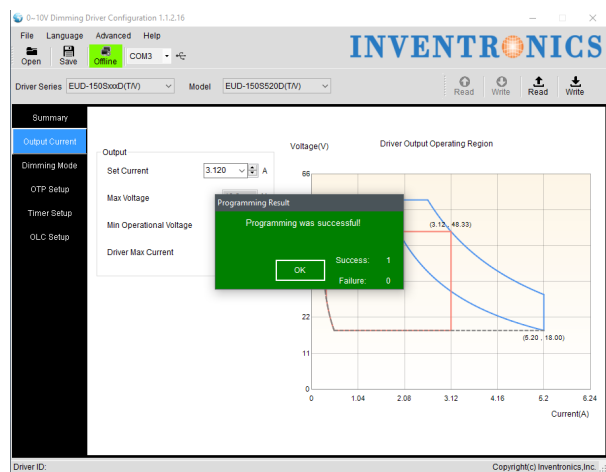 0~10V Dimming Driver Configuration 1.1.2.16
File Language Advanced Help
INVENTRONICS
Open Save Offline COM3
Driver Series EUD-150SxxxD(T/V) Model EUD-150S520D(T/V) Read Write Read Write
Summary
Output Current
Dimming Mode
OTP Setup
Timer Setup
OLC Setup
Output
Set Current 3.120 A
Max Voltage
Min Operational Voltage
Driver Max Current
Programming Result
Programming was successful!
Success: 1
OK
Failure: 0
Voltage(V) Driver Output Operating Region
66
(3.12 , 48.33)
22
(5.20 , 18.00)
11
0
0 1.04 2.08 3.12 4.16 5.2 6.24
Current(A)
Driver ID: Copyright(c) Inventronics,Inc.